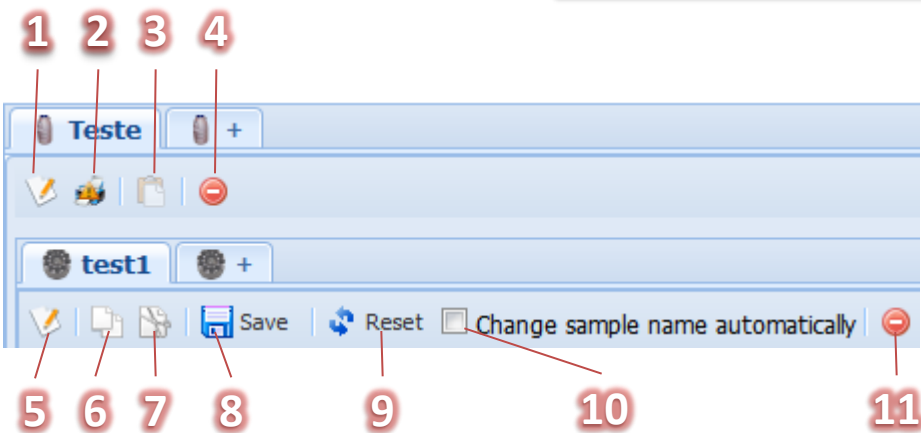 1 2 3 4
Teste +
test1 +
Save Reset Change sample name automatically
5 6 7 8 9 10 11